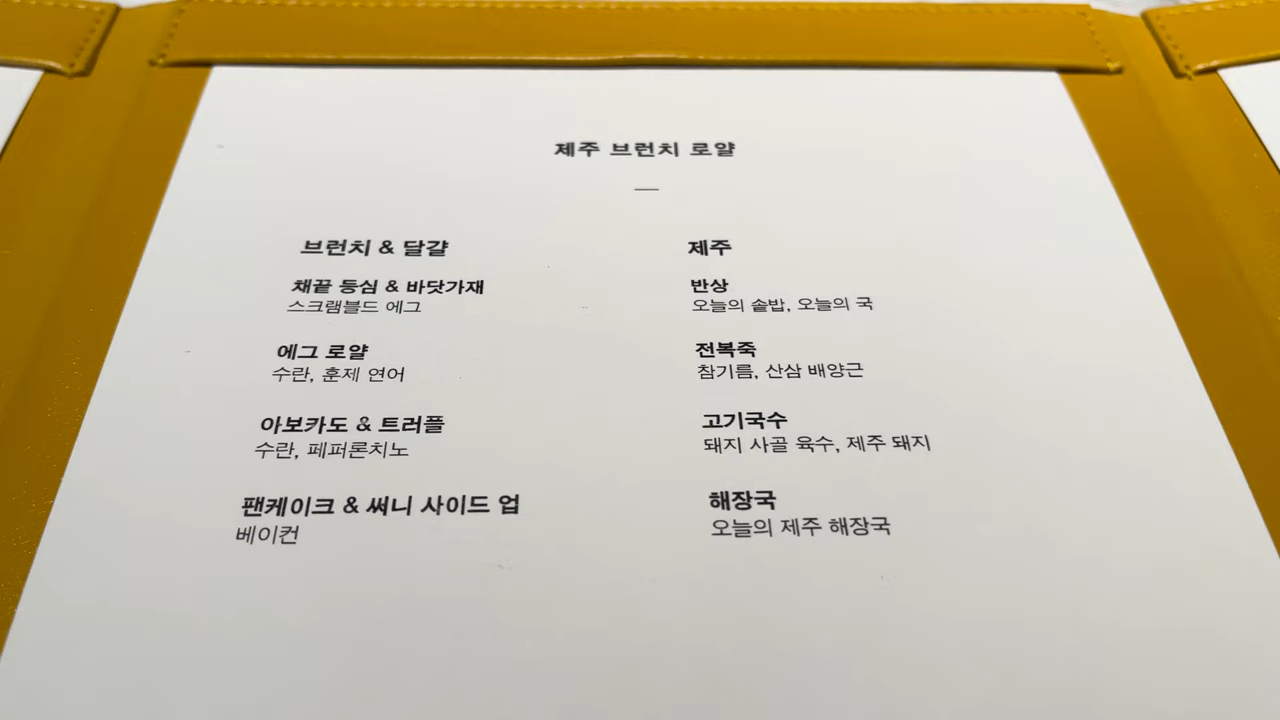 제주 브런치 로얄
—
브런치 & 달걀
채끝 등심 & 바닷가재
스크램블드 에그
에그 로얄
수란, 훈제 연어
아보카도 & 트러플
수란, 페퍼론치노
팬케이크 & 써니 사이드 업
베이컨
제주
반상
오늘의 솥밥, 오늘의 국
전복죽
참기름, 산삼 배양근
고기국수
돼지 사골 육수, 제주 돼지
해장국
오늘의 제주 해장국